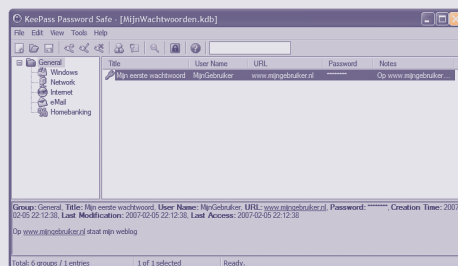 KeePass Password Safe - [MijnWachtwoorden.kdb]
File Edit View Tools Help
General
Windows
Network
Internet
eMail
Homebanking
Title User Name URL Password Notes
Mijn eerste wachtwoord MijnGebruiker www.mijngebruiker.nl ******** Op www.mijngebruiker...
Group: General, Title: Mijn eerste wachtwoord, User Name: MijnGebruiker, URL: www.mijngebruiker.nl, Password: ********, Creation Time: 2007-
02-05 22:12:38, Last Modification: 2007-02-05 22:12:38, Last Access: 2007-02-05 22:12:38
Op www.mijngebruiker.nl staat mijn weblog
Total: 6 groups / 1 entries 1 of 1 selected Ready.